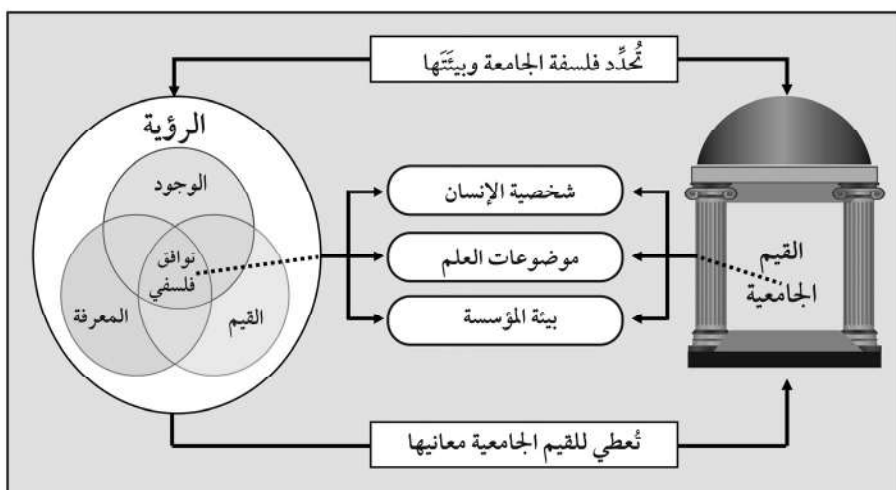 تُحدِّد فلسفة الجامعة وبيئَتَها
الرؤية
الوجود
توافق
فلسفي
المعرفة
القيم
شخصية الإنسان
موضوعات العلم
بيئة المؤسسة
القيم
الجامعية
تُعطي للقيم الجامعية معانيها